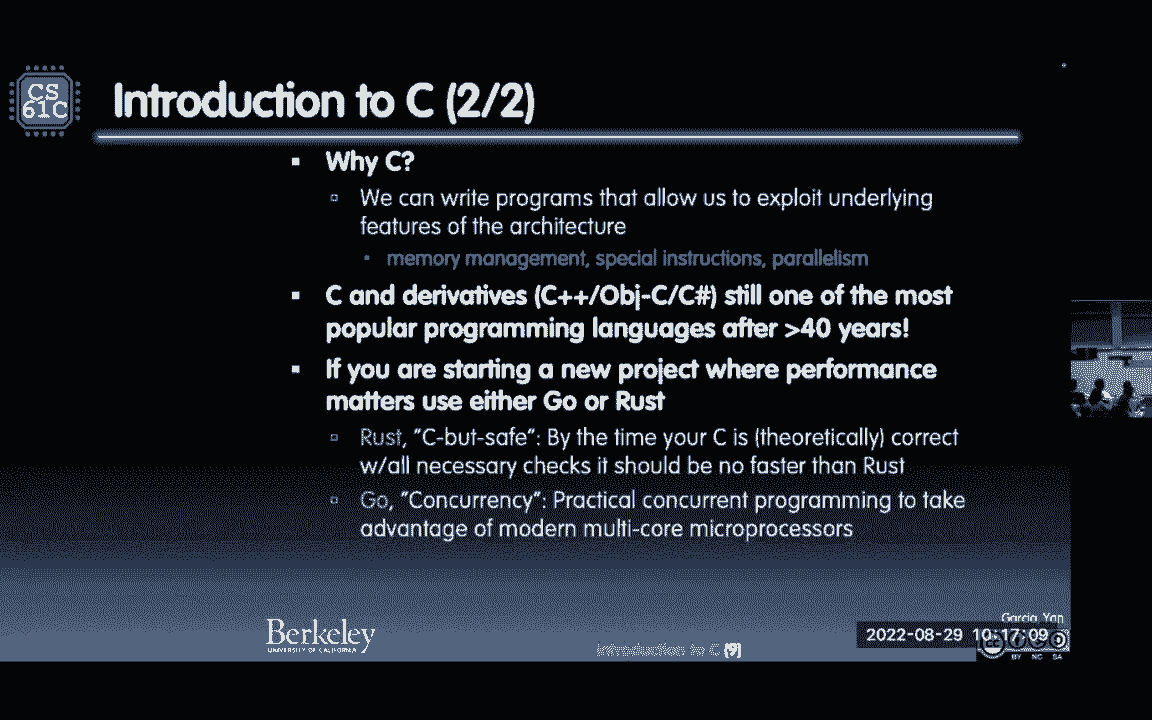 CS
61C
Introduction to C (2/2)
Why C?
We can write programs that allow us to exploit underlying
features of the architecture
memory management, special instructions, parallelism
C and derivatives (C++/Obj-C/C#) still one of the most
popular programming languages after >40 years!
If you are starting a new project where performance
matters use either Go or Rust
Rust, "C-but-safe": By the time your C is (theoretically) correct
w/all necessary checks it should be no faster than Rust
Go, "Concurrency": Practical concurrent programming to take
advantage of modern multi-core microprocessors
Berkeley
UNIVERSITY OF CALIFORNIA
Introduction to C (9)
Garcia, Yan
2022-08-29 10:17:09
cc
BY NC SA